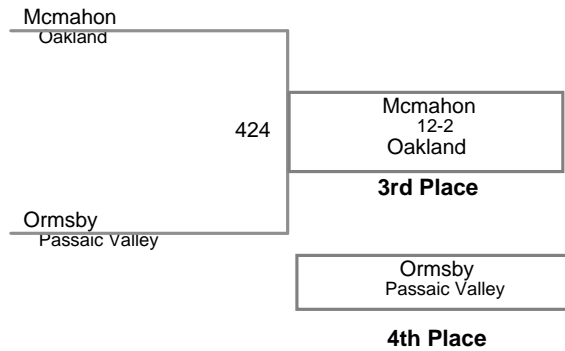 Mcmahon
Oakland
424
Mcmahon
12-2
Oakland
3rd Place
Ormsby
Passaic Valley
Ormsby
Passaic Valley
4th Place